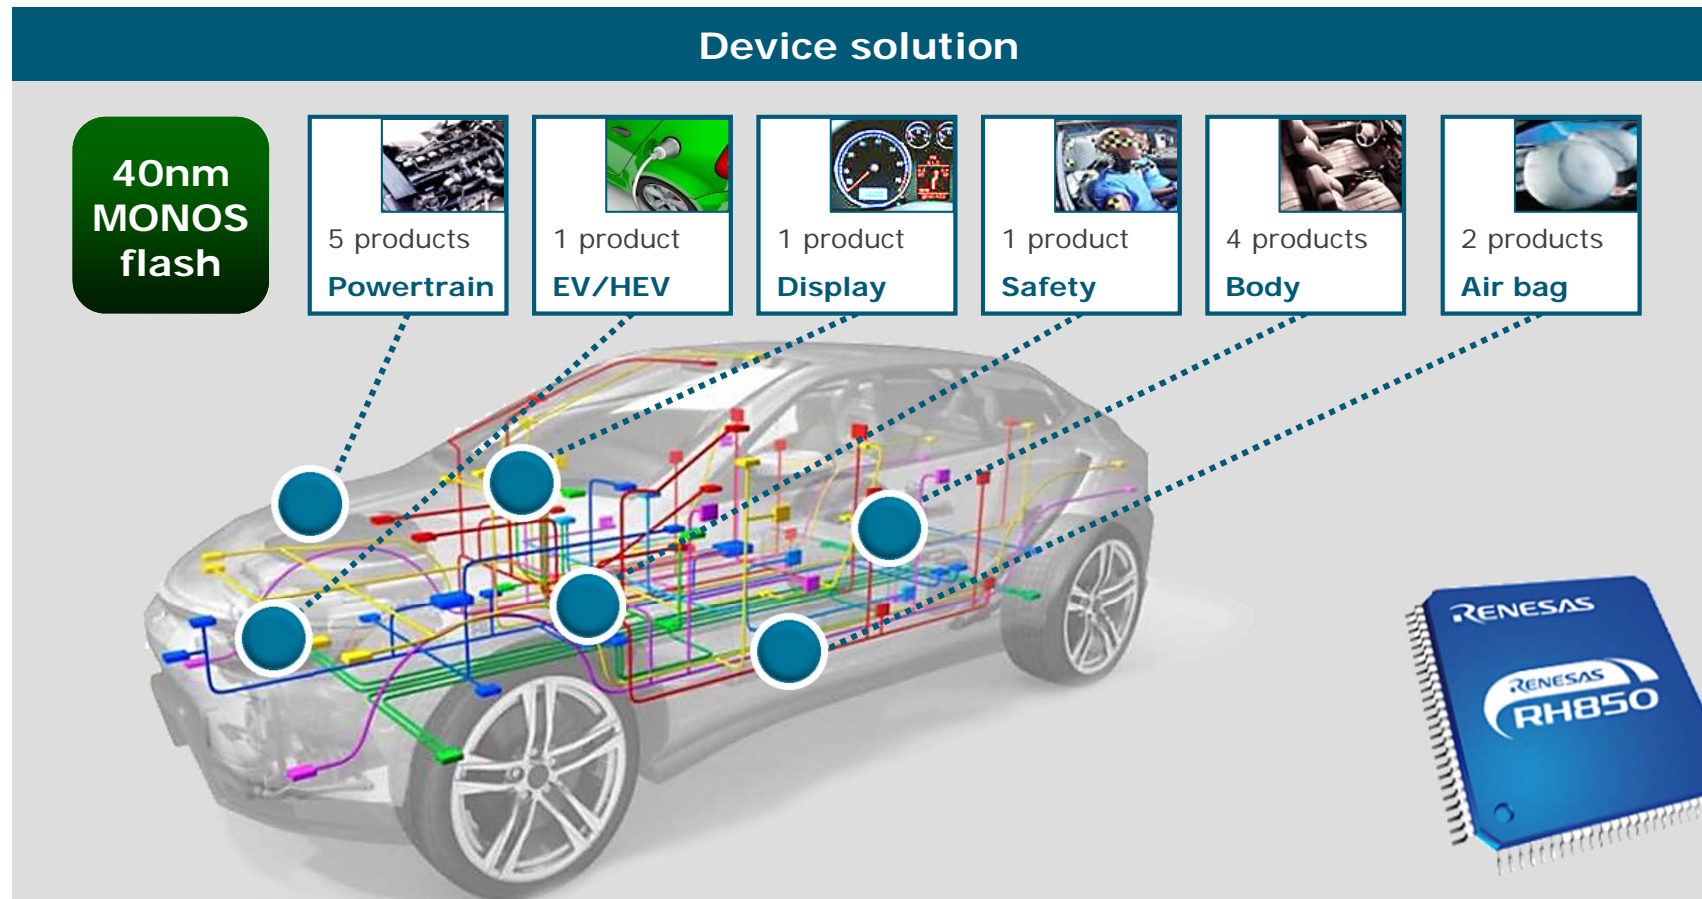 Device solution
40nm
MONOS
flash
5 products
Powertrain
1 product
EV/HEV
1 product
Display
1 product
Safety
4 products
Body
2 products
Air bag
RENESAS
RENESAS
RH850